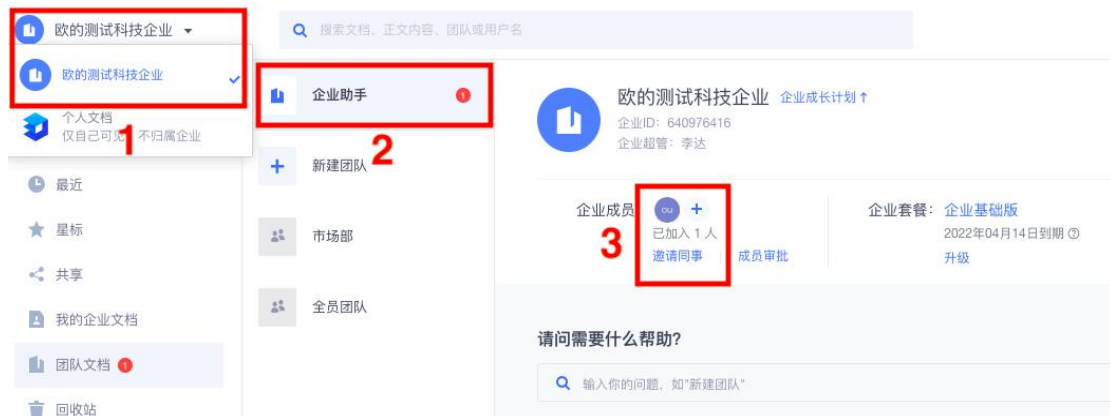 欧的测试科技企业
搜索文档、正文内容、团队或用户名
欧的测试科技企业
个人文档
仅自己可见，不归属企业
1
最近
星标
共享
我的企业文档
团队文档 1
回收站
企业助手 1
2
新建团队
市场部
全员团队
欧的测试科技企业 企业成长计划↑
企业ID: 640976416
企业超管: 李达
企业成员 ou +
已加入 1 人
邀请同事 成员审批
3
企业套餐: 企业基础版
2022年04月14日到期
升级
请问需要什么帮助?
输入你的问题，如"新建团队"